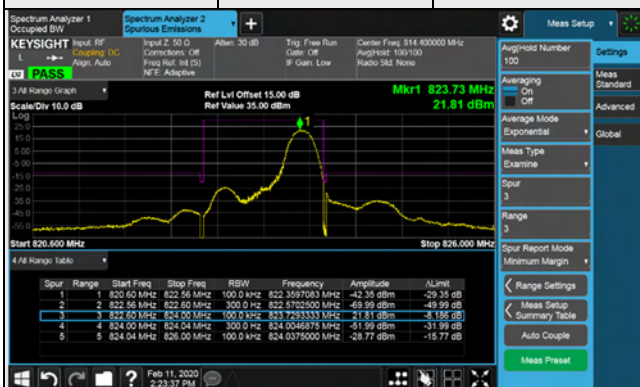 Spectrum Analyzer 1
Occupied BW
Spectrum Analyzer 2
Spurious Emissions
Meas Setup
KEYSIGHT
L
LXI PASS
Input: RF
Coupling: DC
Align: Auto
Input Z: 50 Ω
Corrections: Off
Freq Ref: Int (S)
NFE: Adaptive
Atten: 30 dB
Trig: Free Run
Gate: Off
IF Gain: Low
Center Freq: 814.400000 MHz
Avg|Hold: 100/100
Radio Std: None
3 All Range Graph
Scale/Div 10.0 dB
Ref Lvl Offset 15.00 dB
Ref Value 35.00 dBm
Mkr1 823.73 MHz
21.81 dBm
Log
25.0
15.0
5.00
-5.00
-15.0
-25.0
-35.0
-45.0
-55.0
1
Start 820.600 MHz
Stop 826.000 MHz
4 All Range Table
Spur Range Start Freq Stop Freq RBW Frequency Amplitude ΔLimit
1 1 820.60 MHz 822.56 MHz 100.0 kHz 822.3597083 MHz -42.35 dBm -29.35 dB
2 2 822.56 MHz 822.60 MHz 300.0 Hz 822.5702500 MHz -69.99 dBm -49.99 dB
3 3 822.60 MHz 824.00 MHz 100.0 kHz 823.7293333 MHz 21.81 dBm -8.186 dB
4 4 824.00 MHz 824.04 MHz 300.0 Hz 824.0046875 MHz -51.99 dBm -31.99 dB
5 5 824.04 MHz 826.00 MHz 100.0 kHz 824.0375000 MHz -28.77 dBm -15.77 dB
Avg|Hold Number
100
Averaging
On
Off
Average Mode
Exponential
Meas Type
Examine
Spur
3
Range
3
Spur Report Mode
Minimum Margin
Range Settings
Meas Setup
Summary Table
Auto Couple
Meas Preset
Settings
Meas
Standard
Advanced
Global
Feb 11, 2020
2:23:37 PM